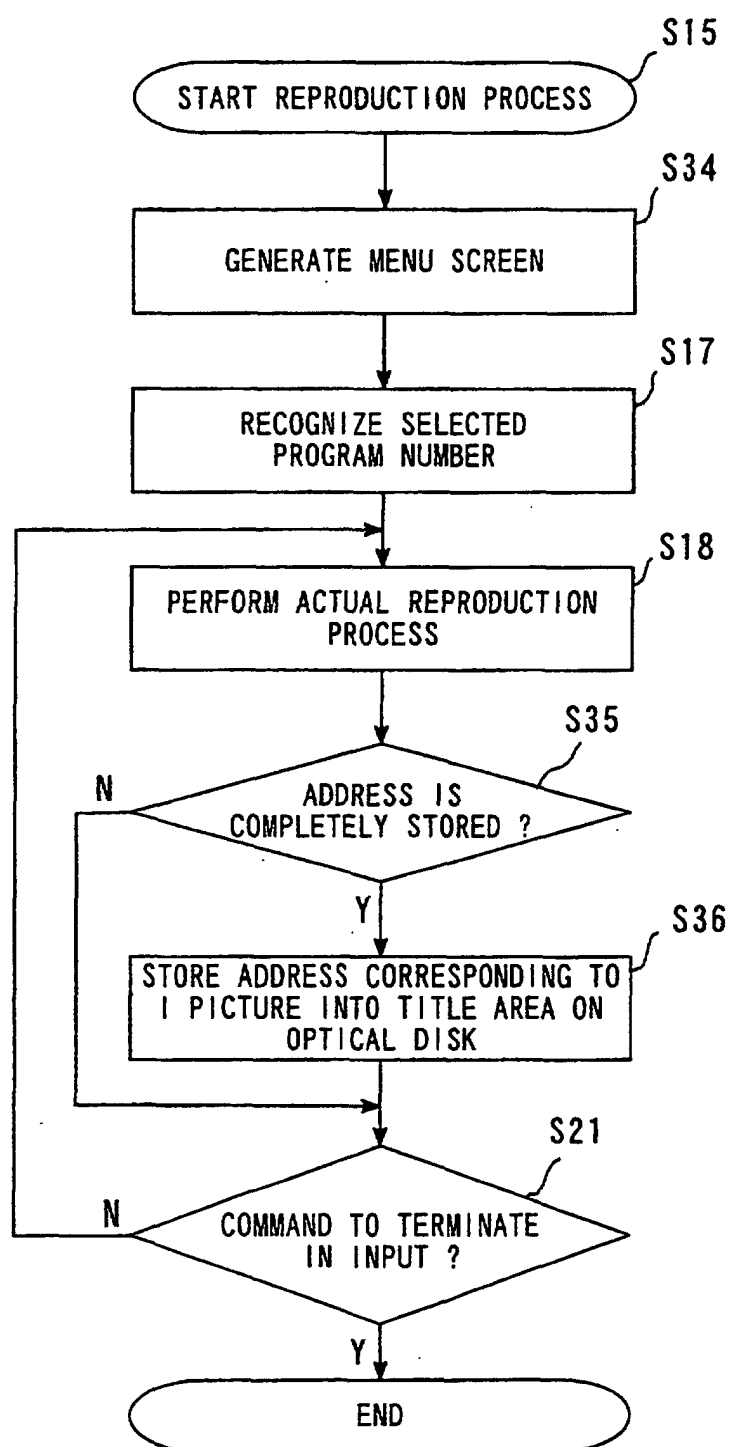 S15
START REPRODUCTION PROCESS
S34
GENERATE MENU SCREEN
S17
RECOGNIZE SELECTED
PROGRAM NUMBER
S18
PERFORM ACTUAL REPRODUCTION
PROCESS
S35
N
ADDRESS IS
COMPLETELY STORED ?
Y
S36
STORE ADDRESS CORRESPONDING TO
I PICTURE INTO TITLE AREA ON
OPTICAL DISK
S21
N
COMMAND TO TERMINATE
IN INPUT ?
Y
END